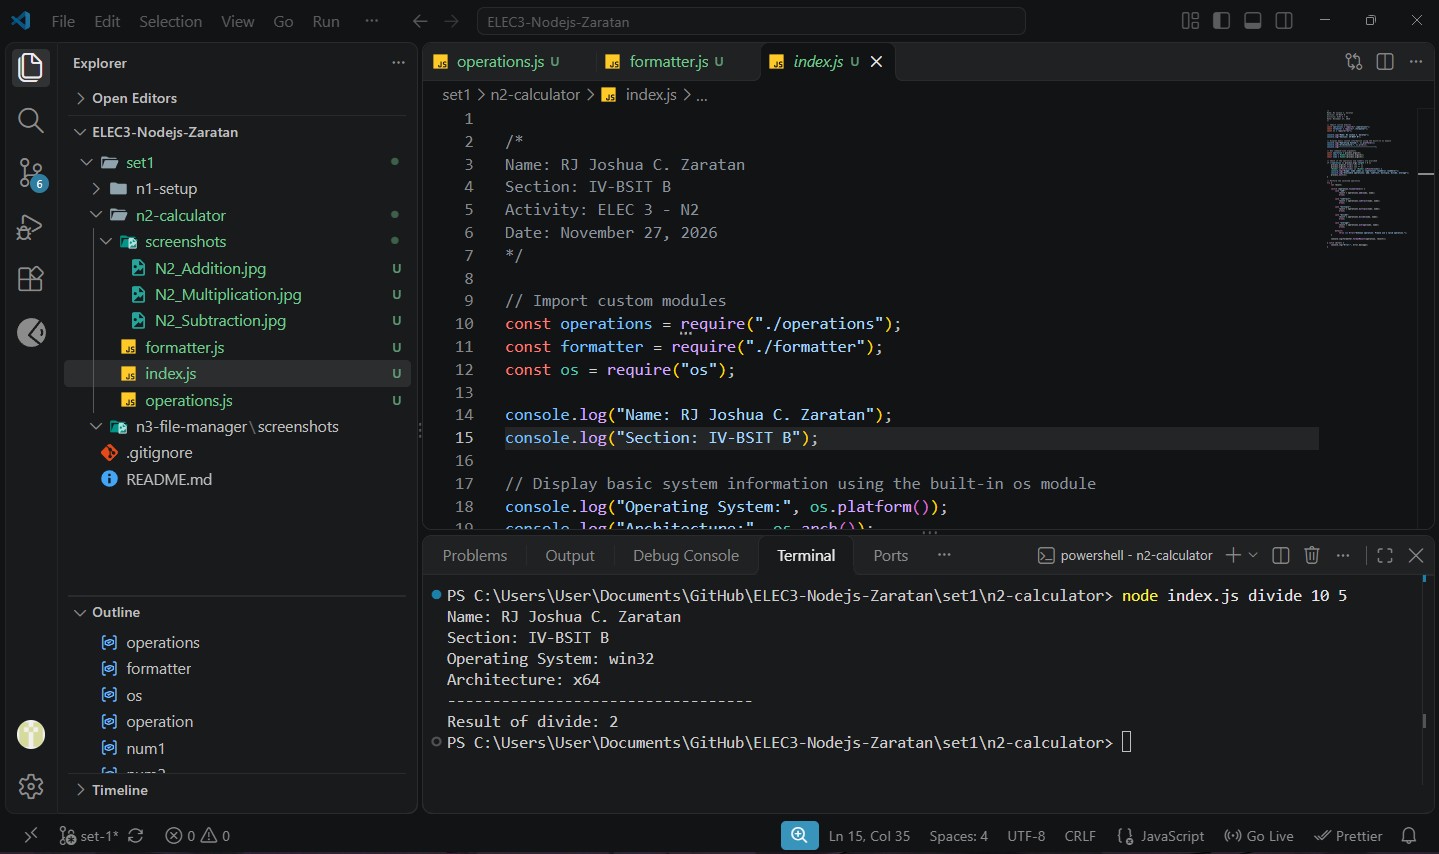 File Edit Selection View Go Run ···
ELEC3-Nodejs-Zaratan
Explorer
Open Editors
ELEC3-Nodejs-Zaratan
set1
n1-setup
n2-calculator
screenshots
N2_Addition.jpg U
N2_Multiplication.jpg U
N2_Subtraction.jpg U
formatter.js U
index.js U
operations.js U
n3-file-manager\screenshots
.gitignore
README.md
6
Outline
operations
formatter
os
operation
num1
num2
Timeline
operations.js U
formatter.js U
index.js U
set1 > n2-calculator > JS index.js > ...
1
2 /*
3 Name: RJ Joshua C. Zaratan
4 Section: IV-BSIT B
5 Activity: ELEC 3 - N2
6 Date: November 27, 2026
7 */
8
9 // Import custom modules
10 const operations = require("./operations");
11 const formatter = require("./formatter");
12 const os = require("os");
13
14 console.log("Name: RJ Joshua C. Zaratan");
15 console.log("Section: IV-BSIT B");
16
17 // Display basic system information using the built-in os module
18 console.log("Operating System:", os.platform());
19 console.log("Architecture:", os.arch());
Problems Output Debug Console Terminal Ports ··· powershell - n2-calculator
PS C:\Users\User\Documents\GitHub\ELEC3-Nodejs-Zaratan\set1\n2-calculator> node index.js divide 10 5
Name: RJ Joshua C. Zaratan
Section: IV-BSIT B
Operating System: win32
Architecture: x64
----------------------------------
Result of divide: 2
PS C:\Users\User\Documents\GitHub\ELEC3-Nodejs-Zaratan\set1\n2-calculator>
set-1* 0 0 Ln 15, Col 35 Spaces: 4 UTF-8 CRLF {} JavaScript Go Live Prettier